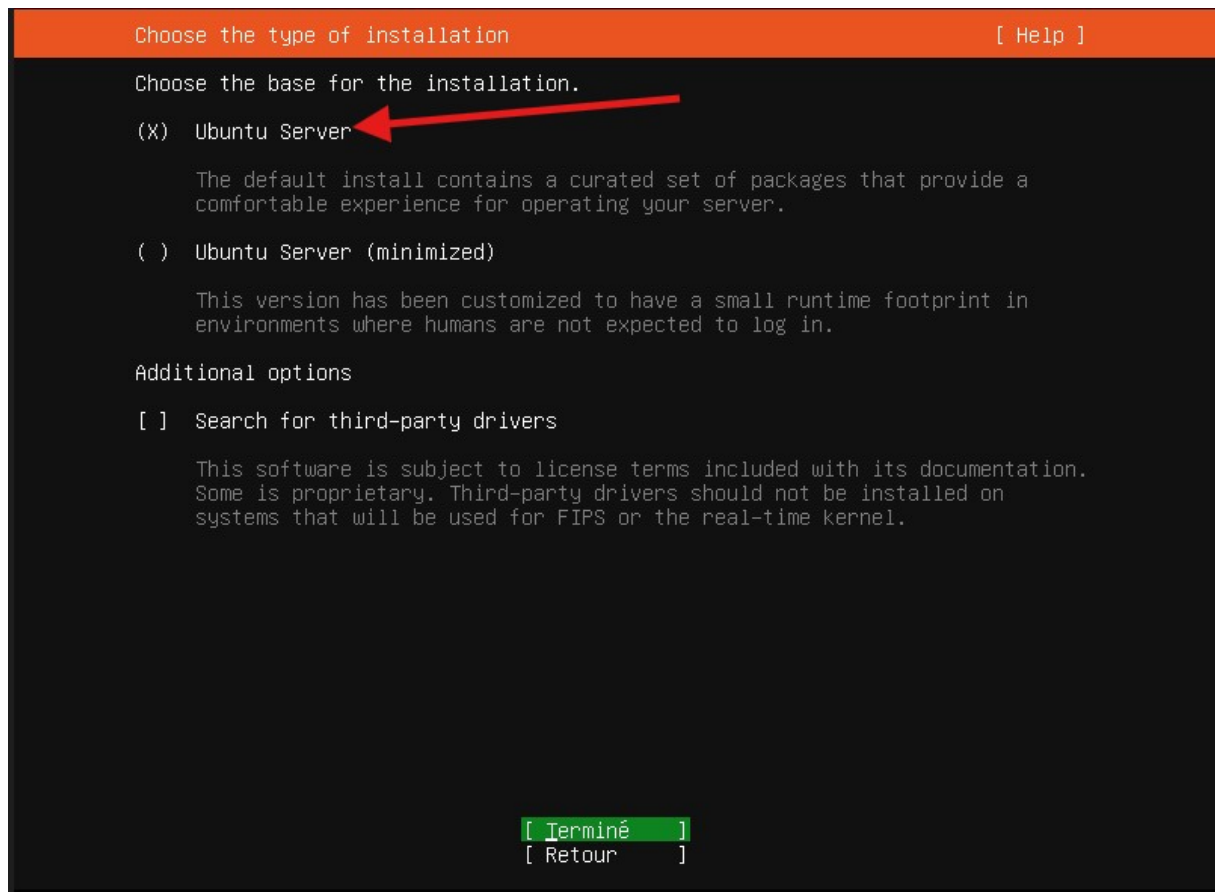 Choose the type of installation [ Help ]
Choose the base for the installation.
(X) Ubuntu Server
The default install contains a curated set of packages that provide a
comfortable experience for operating your server.
( ) Ubuntu Server (minimized)
This version has been customized to have a small runtime footprint in
environments where humans are not expected to log in.
Additional options
[ ] Search for third-party drivers
This software is subject to license terms included with its documentation.
Some is proprietary. Third-party drivers should not be installed on
systems that will be used for FIPS or the real-time kernel.
[ Terminé ]
[ Retour ]